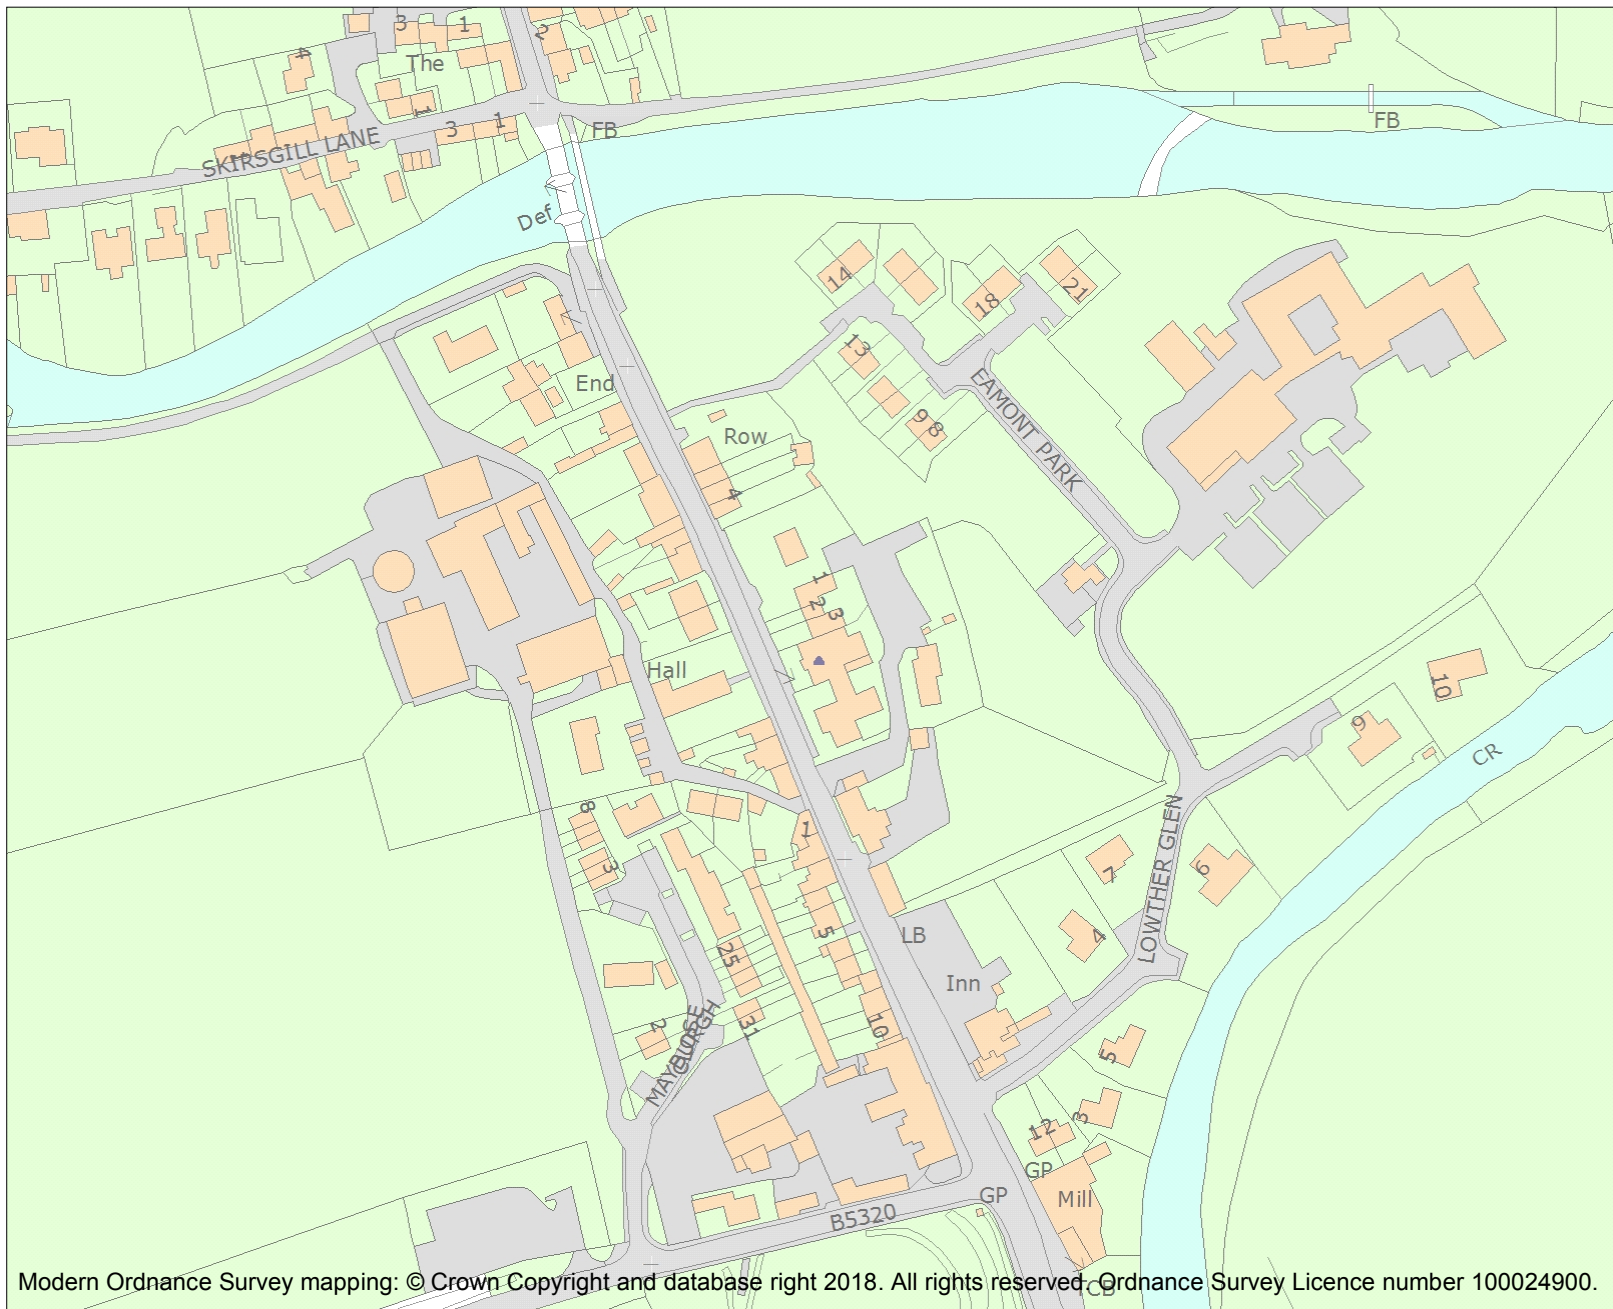 3
1
2
4
The
1
3
1
SKIRSGILL LANE
FB
FB
Def
14
18
21
13
9
8
End
EAMONT PARK
Row
4
1
2
3
Hall
10
9
CR
8
3
1
LOWTHER GLEN
7
6
4
5
LB
25
Inn
31
2
MAYBURGH
CLOSE
10
5
3
12
GP
GP
Mill
B5320
TCB
Modern Ordnance Survey mapping: © Crown Copyright and database right 2018. All rights reserved. Ordnance Survey Licence number 100024900.